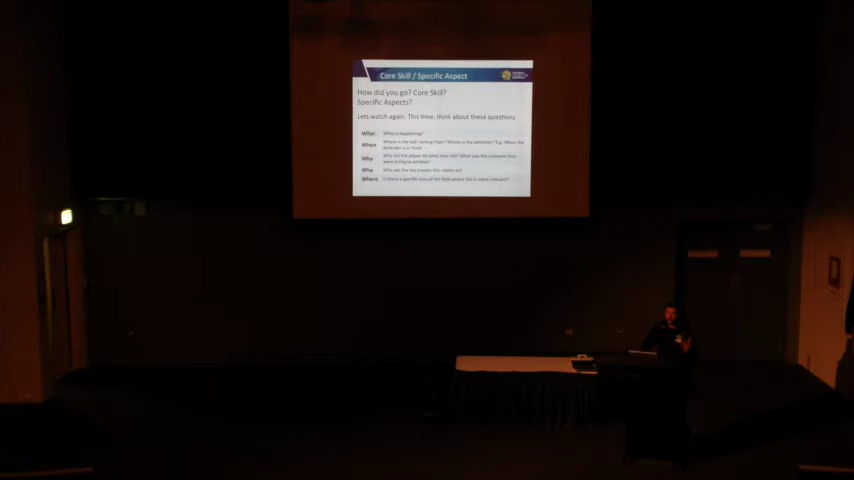 Core Skill / Specific Aspect
How did you go? Core Skill?
Specific Aspects?
Lets watch again. This time, think about these questions
What What is happening?
When Where is the ball coming from? Where is the defender? E.g. When the
defender is in front
Why Why did the player do what they did? What was the outcome they
were trying to achieve?
Who Who are the key players this relates to?
Where Is there a specific area of the field where this is more relevant?